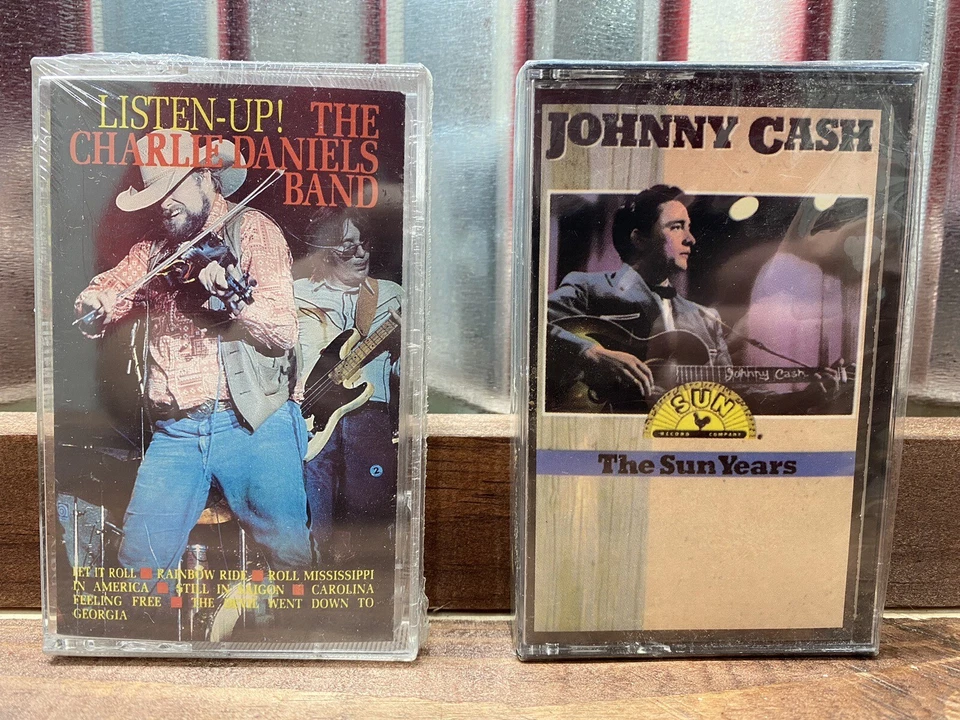 LISTEN-UP! THE
CHARLIE DANIELS
BAND
2
LET IT ROLL ■ RAINBOW RIDE ■ ROLL MISSISSIPPI
IN AMERICA ■ STILL IN SAIGON ■ CAROLINA
FEELING FREE ■ THE DEVIL WENT DOWN TO
GEORGIA
JOHNNY CASH
Johnny Cash
SUN
RECORD COMPANY
The Sun Years